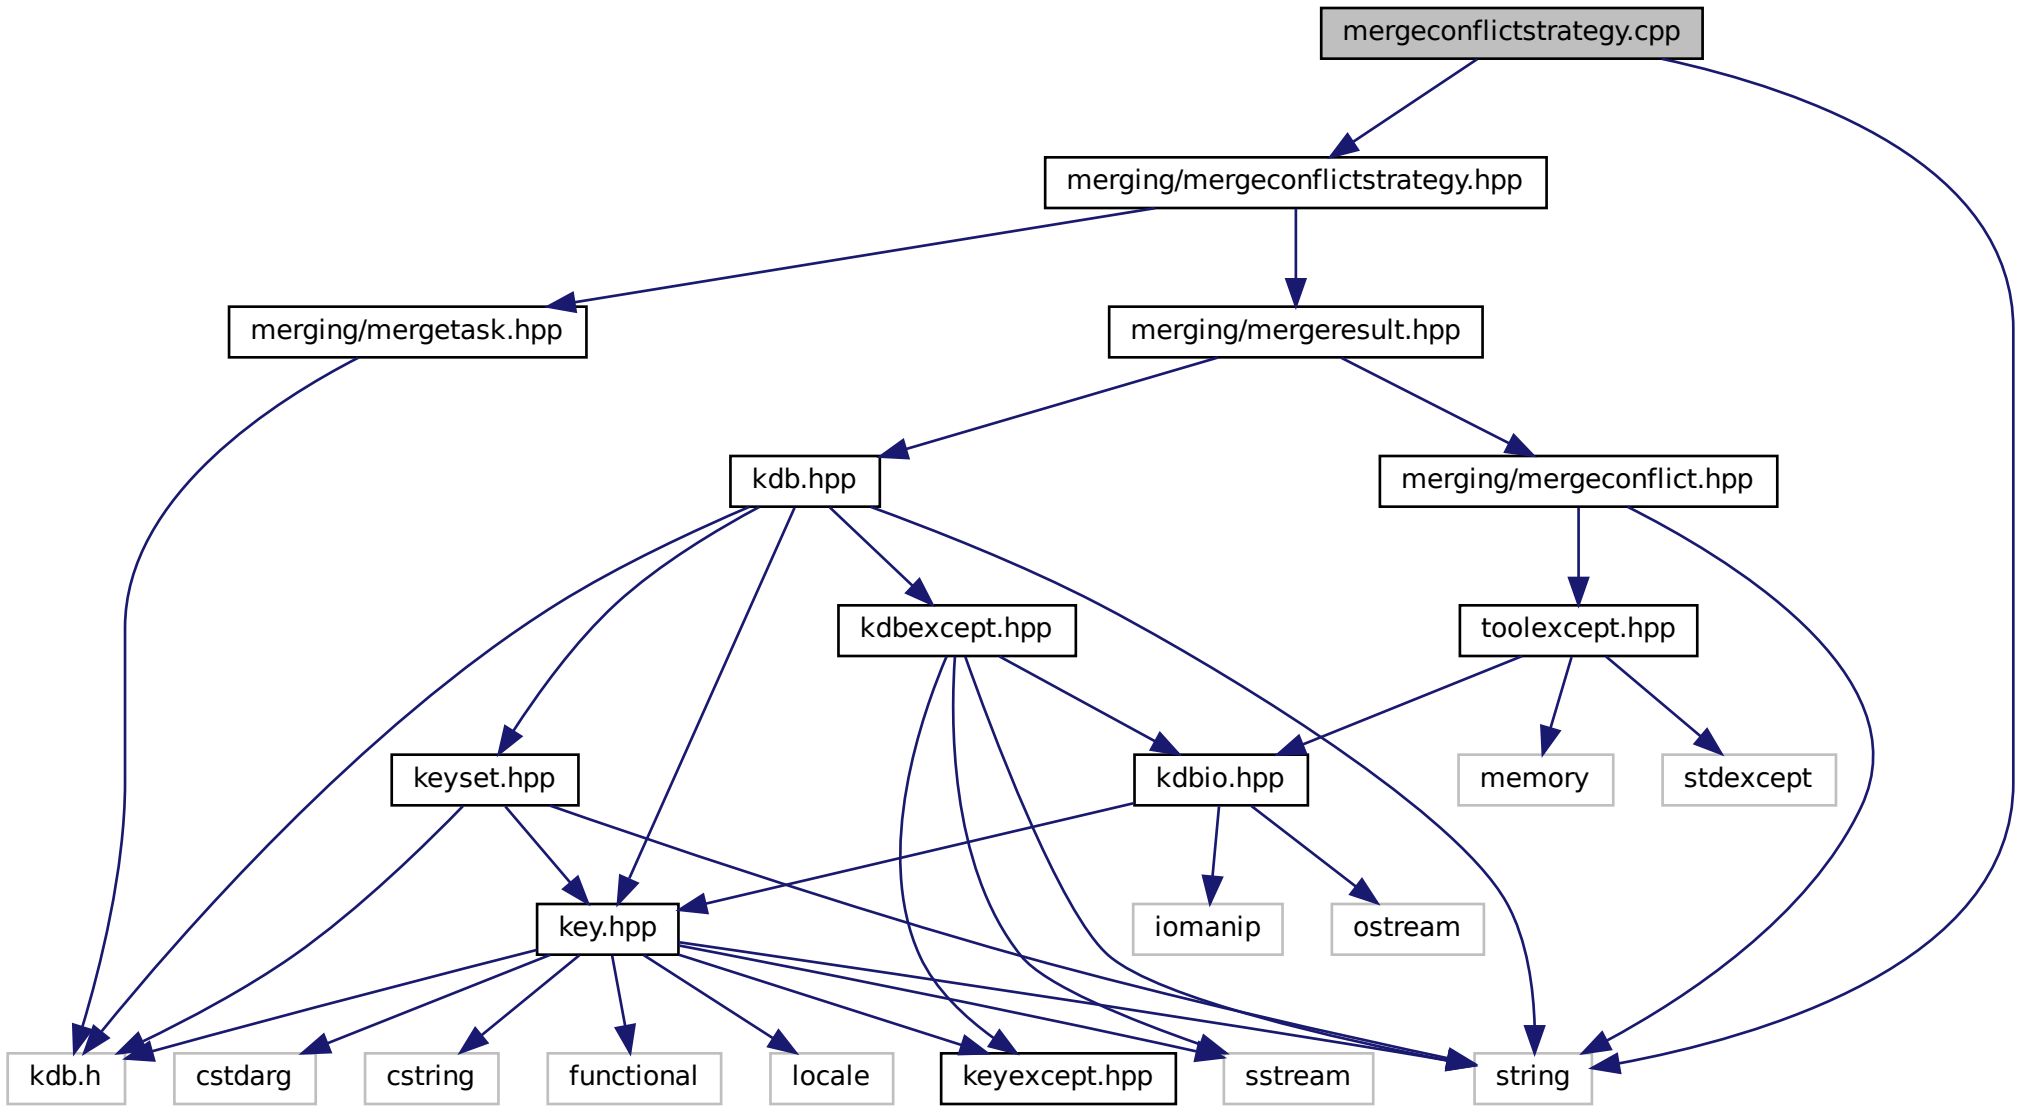 mergeconflictstrategy.cpp
merging/mergeconflictstrategy.hpp
merging/mergetask.hpp
merging/mergeresult.hpp
kdb.hpp
merging/mergeconflict.hpp
kdbexcept.hpp
toolexcept.hpp
keyset.hpp
kdbio.hpp
memory
stdexcept
key.hpp
iomanip
ostream
kdb.h
cstdarg
cstring
functional
locale
keyexcept.hpp
sstream
string